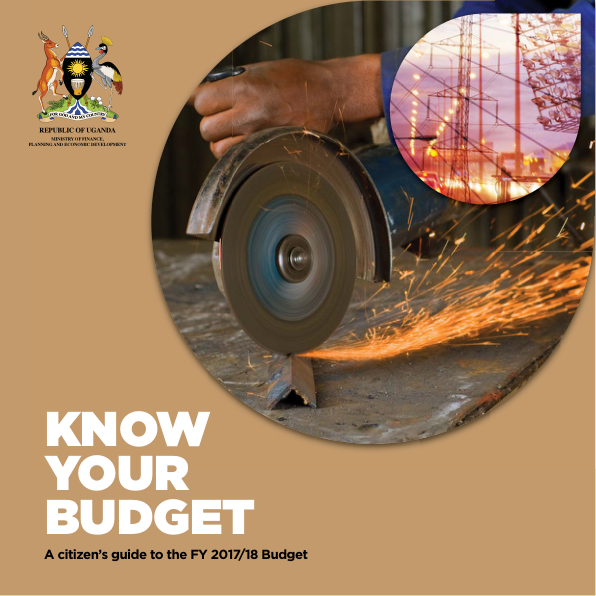 FOR GOD AND MY COUNTRY
REPUBLIC OF UGANDA
MINISTRY OF FINANCE,
PLANNING AND ECONOMIC DEVELOPMENT
KNOW
YOUR
BUDGET
A citizen's guide to the FY 2017/18 Budget